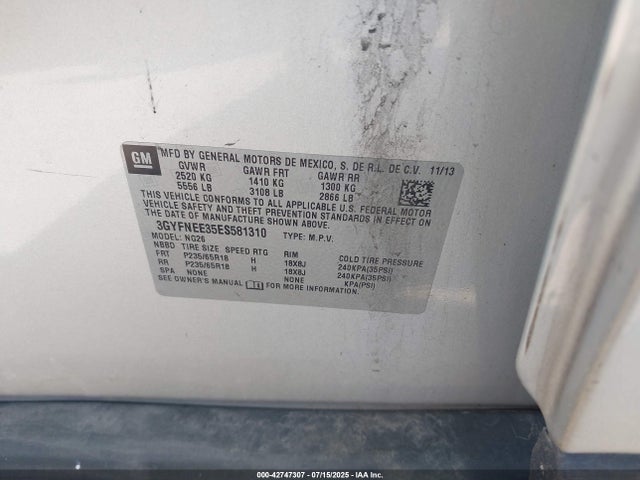 GM
MFD BY GENERAL MOTORS DE MEXICO, S. DE R.L. DE C.V. 11/13
GVWR GAWR FRT GAWR RR
2520 KG 1410 KG 1300 KG
5556 LB 3108 LB 2866 LB
THIS VEHICLE CONFORMS TO ALL APPLICABLE U.S. FEDERAL MOTOR
VEHICLE SAFETY AND THEFT PREVENTION STANDARDS IN EFFECT ON THE
DATE OF MANUFACTURE SHOWN ABOVE.
3GYFNEE35ES581310 TYPE: M.P.V.
MODEL: NG26
NBBD TIRE SIZE SPEED RTG RIM COLD TIRE PRESSURE
FRT P235/65R18 H 18X8J 240KPA(35PSI)
RR P235/65R18 H 18X8J 240KPA(35PSI)
SPA NONE NONE KPA(PSI)
SEE OWNER'S MANUAL FOR MORE INFORMATION.
000-42747307 - 07/15/2025 - IAA Inc.